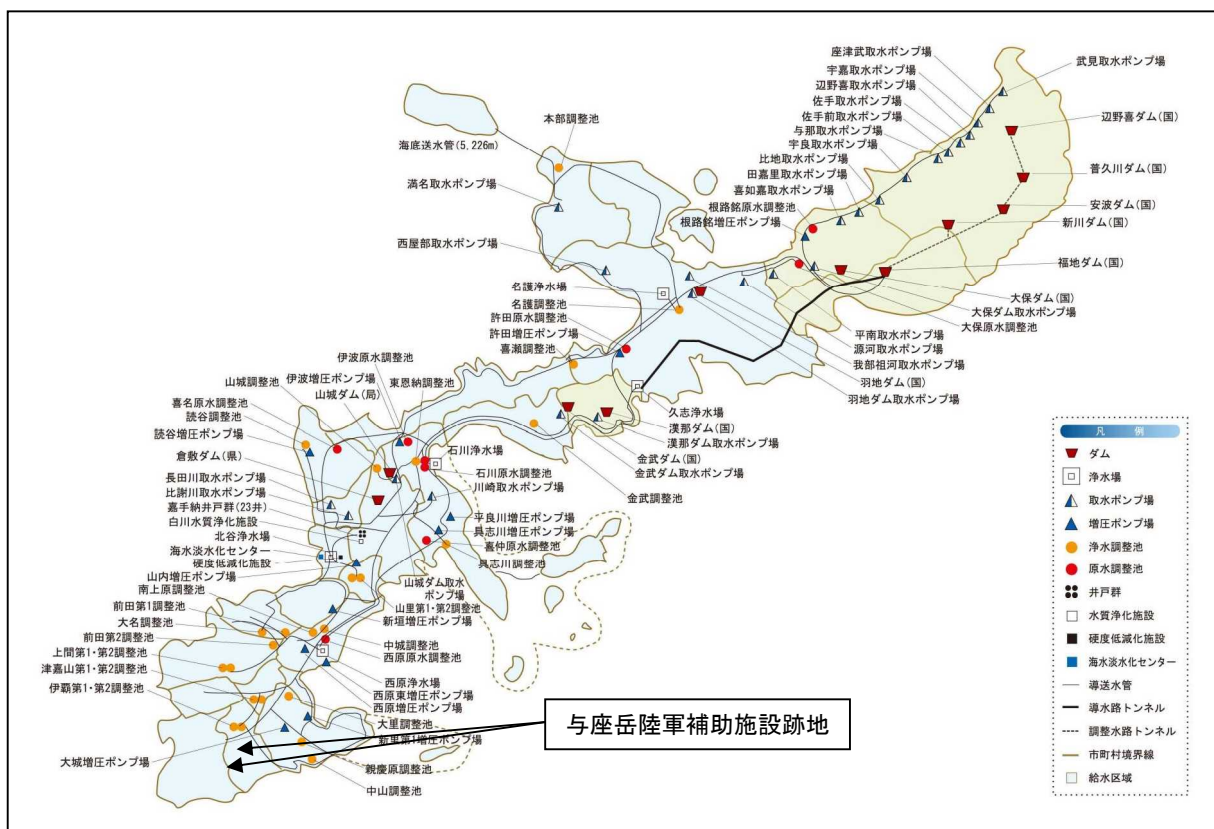 座津武取水ポンプ場
宇嘉取水ポンプ場
辺野喜取水ポンプ場
佐手取水ポンプ場
佐手前取水ポンプ場
与那取水ポンプ場
宇良取水ポンプ場
比地取水ポンプ場
田嘉里取水ポンプ場
喜如嘉取水ポンプ場
根路銘原水調整池
根路銘増圧ポンプ場
武見取水ポンプ場
辺野喜ダム(国)
普久川ダム(国)
安波ダム(国)
新川ダム(国)
福地ダム(国)
大保ダム(国)
大保ダム取水ポンプ場
大保原水調整池
平南取水ポンプ場
源河取水ポンプ場
我部祖河取水ポンプ場
羽地ダム(国)
羽地ダム取水ポンプ場
本部調整池
海底送水管(5,226m)
満名取水ポンプ場
西屋部取水ポンプ場
名護浄水場
名護調整池
許田原水調整池
許田増圧ポンプ場
喜瀬調整池
久志浄水場
漢那ダム(国)
漢那ダム取水ポンプ場
金武ダム(国)
金武ダム取水ポンプ場
金武調整池
伊波原水調整池
伊波増圧ポンプ場
東恩納調整池
山城調整池
山城ダム(局)
喜名原水調整池
読谷調整池
読谷増圧ポンプ場
倉敷ダム(県)
長田川取水ポンプ場
比謝川取水ポンプ場
嘉手納井戸群(23井)
白川水質浄化施設
北谷浄水場
海水淡水化センター
硬度低減化施設
山内増圧ポンプ場
石川浄水場
石川原水調整池
川崎取水ポンプ場
平良川増圧ポンプ場
具志川増圧ポンプ場
喜仲原水調整池
具志川調整池
山城ダム取水
ポンプ場
山里第1・第2調整池
新垣増圧ポンプ場
南上原調整池
前田第1調整池
大名調整池
前田第2調整池
上間第1・第2調整池
津嘉山第1・第2調整池
伊覇第1・第2調整池
中城調整池
西原原水調整池
西原浄水場
西原東増圧ポンプ場
西原増圧ポンプ場
大里調整池
新里第1増圧ポンプ場
大城増圧ポンプ場
親慶原調整池
中山調整池
与座岳陸軍補助施設跡地
凡 例
ダム
浄水場
取水ポンプ場
増圧ポンプ場
浄水調整池
原水調整池
井戸群
水質浄化施設
硬度低減化施設
海水淡水化センター
導送水管
導水路トンネル
調整水路トンネル
市町村境界線
給水区域